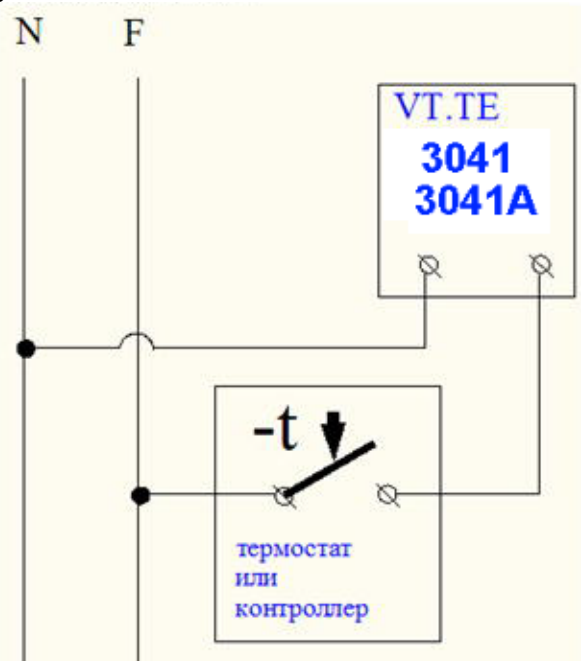 N F
VT.TE
3041
3041A
-t
термостат
или
контроллер